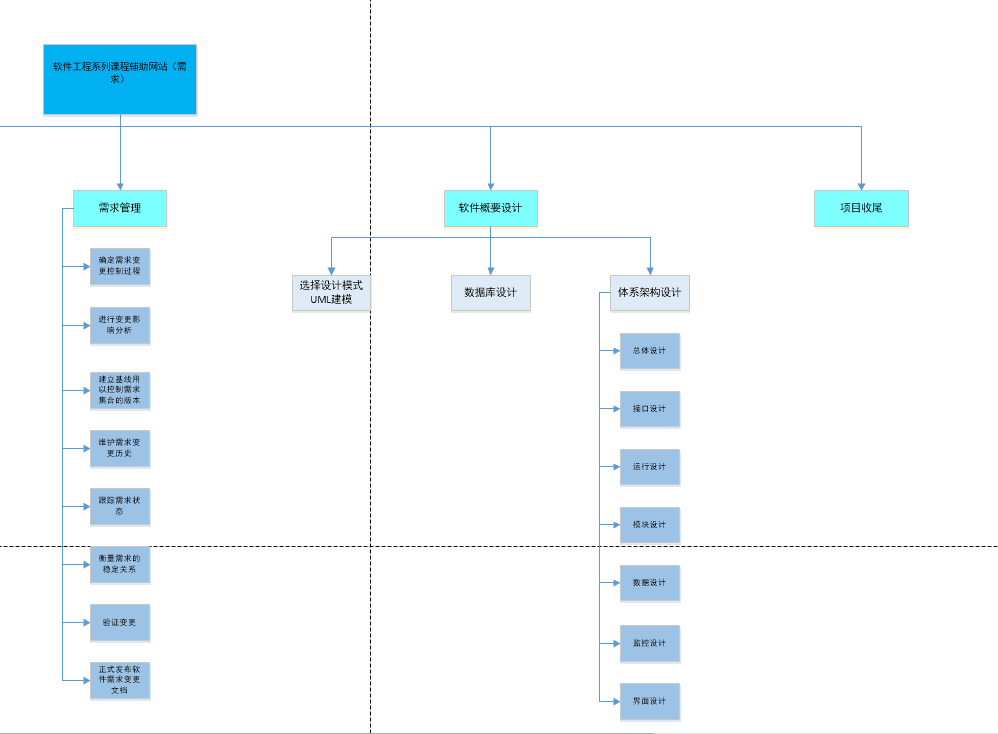 软件工程系列课程辅助网站（需
求）
需求管理
软件概要设计
项目收尾
确定需求变
更控制过程
进行变更影
响分析
建立基线用
以控制需求
集合的版本
维护需求变
更历史
跟踪需求状
态
衡量需求的
稳定关系
验证变更
正式发布软
件需求变更
文档
选择设计模式
UML建模
数据库设计
体系架构设计
总体设计
接口设计
运行设计
模块设计
数据设计
监控设计
界面设计